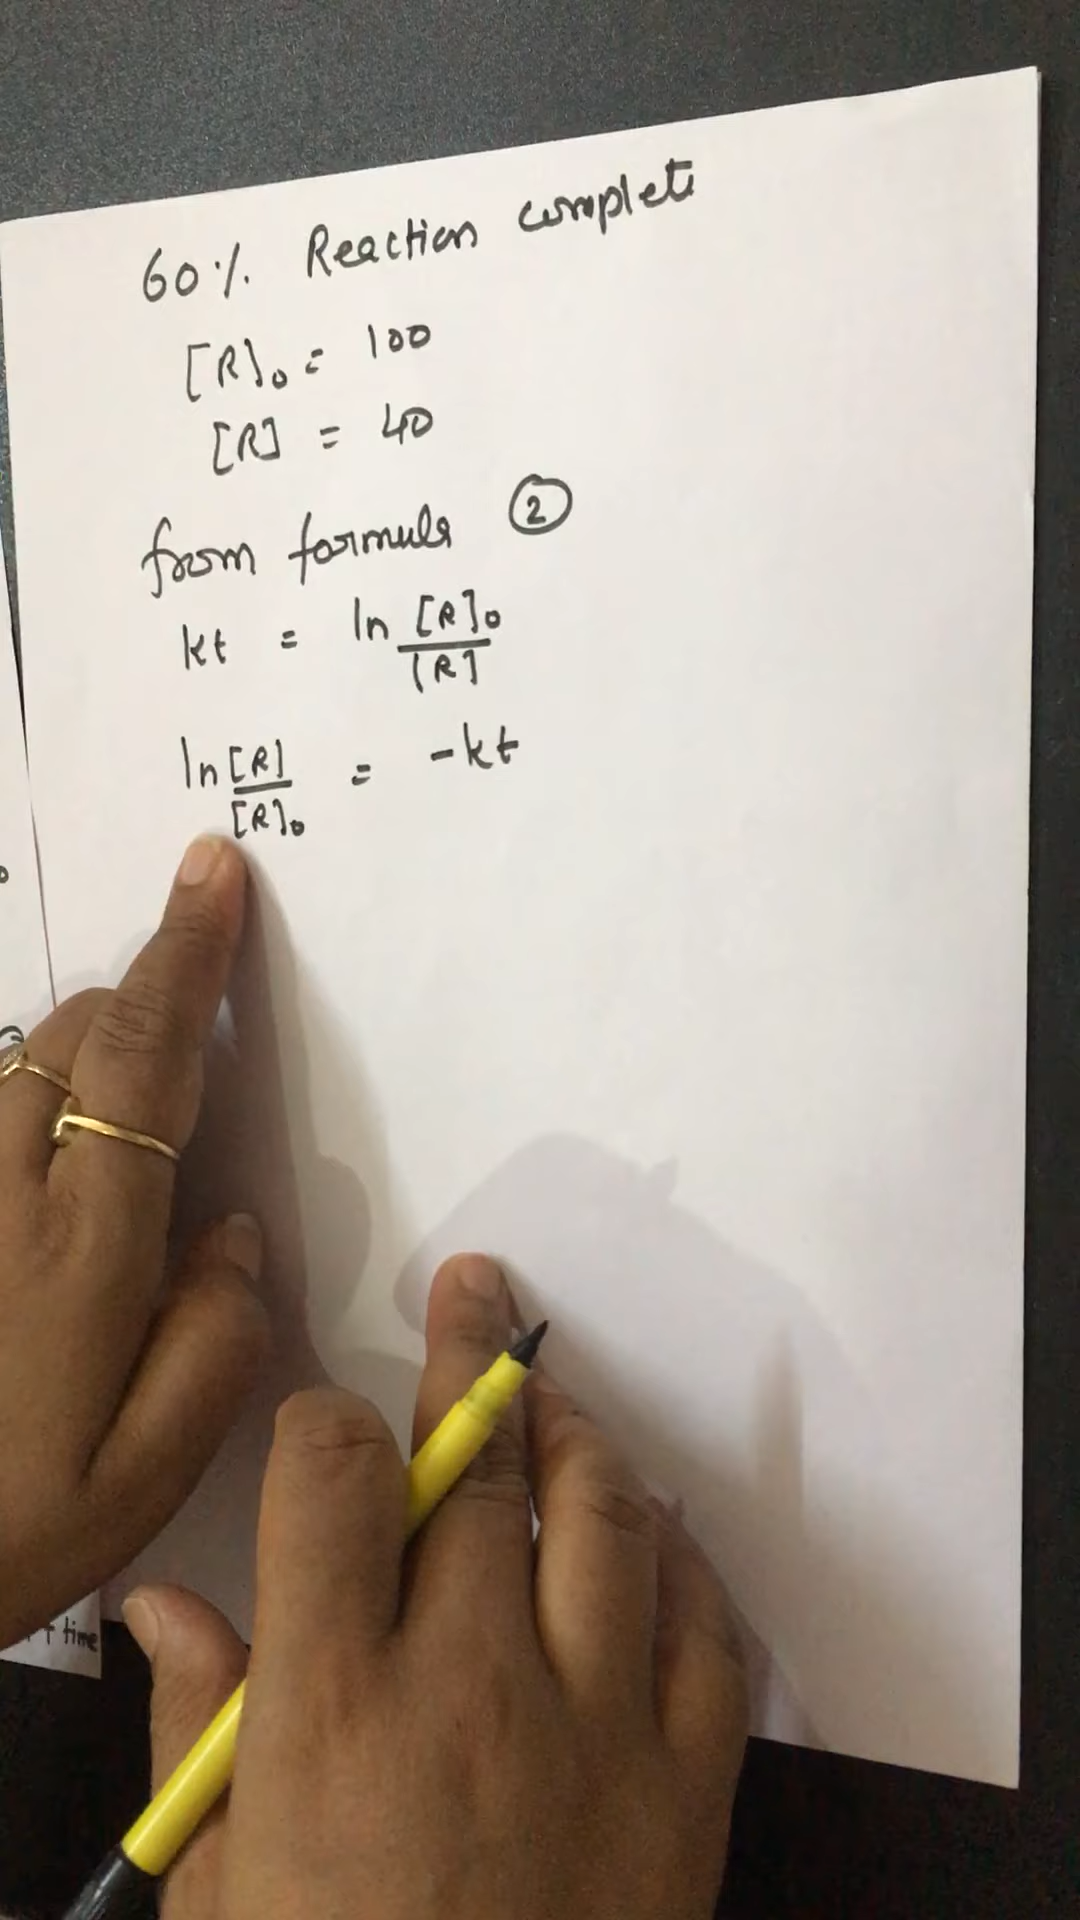 60% Reaction complete
[R]₀ = 100
[R] = 40
from formula ②
kt = ln [R]₀/[R]
ln [R]/[R]₀ = -kt
time